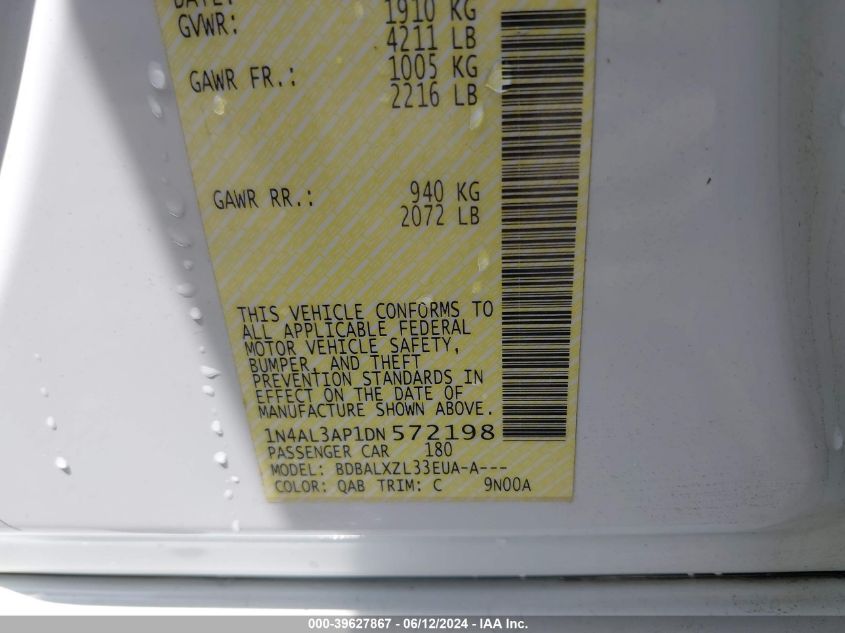 DATE:
GVWR: 1910 KG
4211 LB
GAWR FR.: 1005 KG
2216 LB
GAWR RR.: 940 KG
2072 LB
THIS VEHICLE CONFORMS TO
ALL APPLICABLE FEDERAL
MOTOR VEHICLE SAFETY,
BUMPER, AND THEFT
PREVENTION STANDARDS IN
EFFECT ON THE DATE OF
MANUFACTURE SHOWN ABOVE.
1N4AL3AP1DN572198
PASSENGER CAR 180
MODEL: BDBALXZL33EUA-A---
COLOR: QAB TRIM: C 9N00A
000-39627867 - 06/12/2024 - IAA Inc.